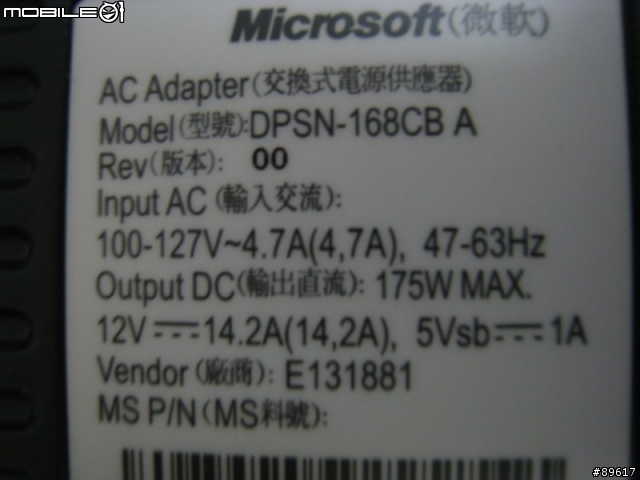 MOBILE01
Microsoft(微軟)
AC Adapter(交換式電源供應器)
Model(型號):DPSN-168CB A
Rev(版本): 00
Input AC (輸入交流):
100-127V~4.7A(4,7A), 47-63Hz
Output DC(輸出直流): 175W MAX.
12V⎓14.2A(14,2A), 5Vsb⎓1A
Vendor (廠商): E131881
MS P/N (MS料號):
#89617